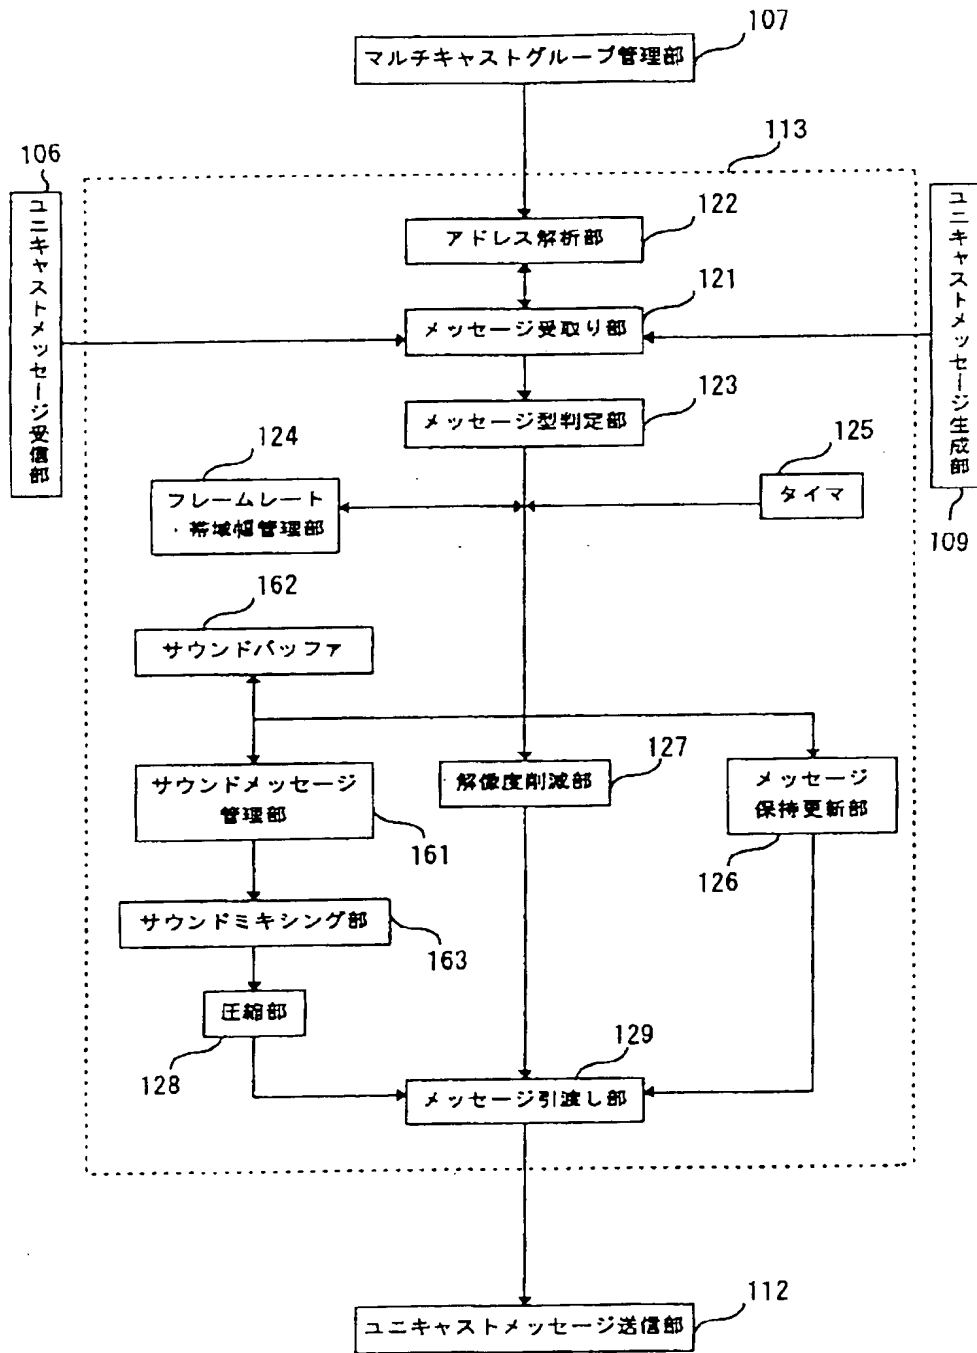 107
マルチキャストグループ管理部
113
106
ユニキャストメッセージ受信部
ユニキャストメッセージ生成部
109
122
アドレス解析部
121
メッセージ受取り部
123
メッセージ型判定部
124
フレームレート
・帯域幅管理部
125
タイマ
162
サウンドバッファ
サウンドメッセージ
管理部
161
解像度削減部
127
メッセージ
保持更新部
126
サウンドミキシング部
163
圧縮部
128
129
メッセージ引渡し部
112
ユニキャストメッセージ送信部